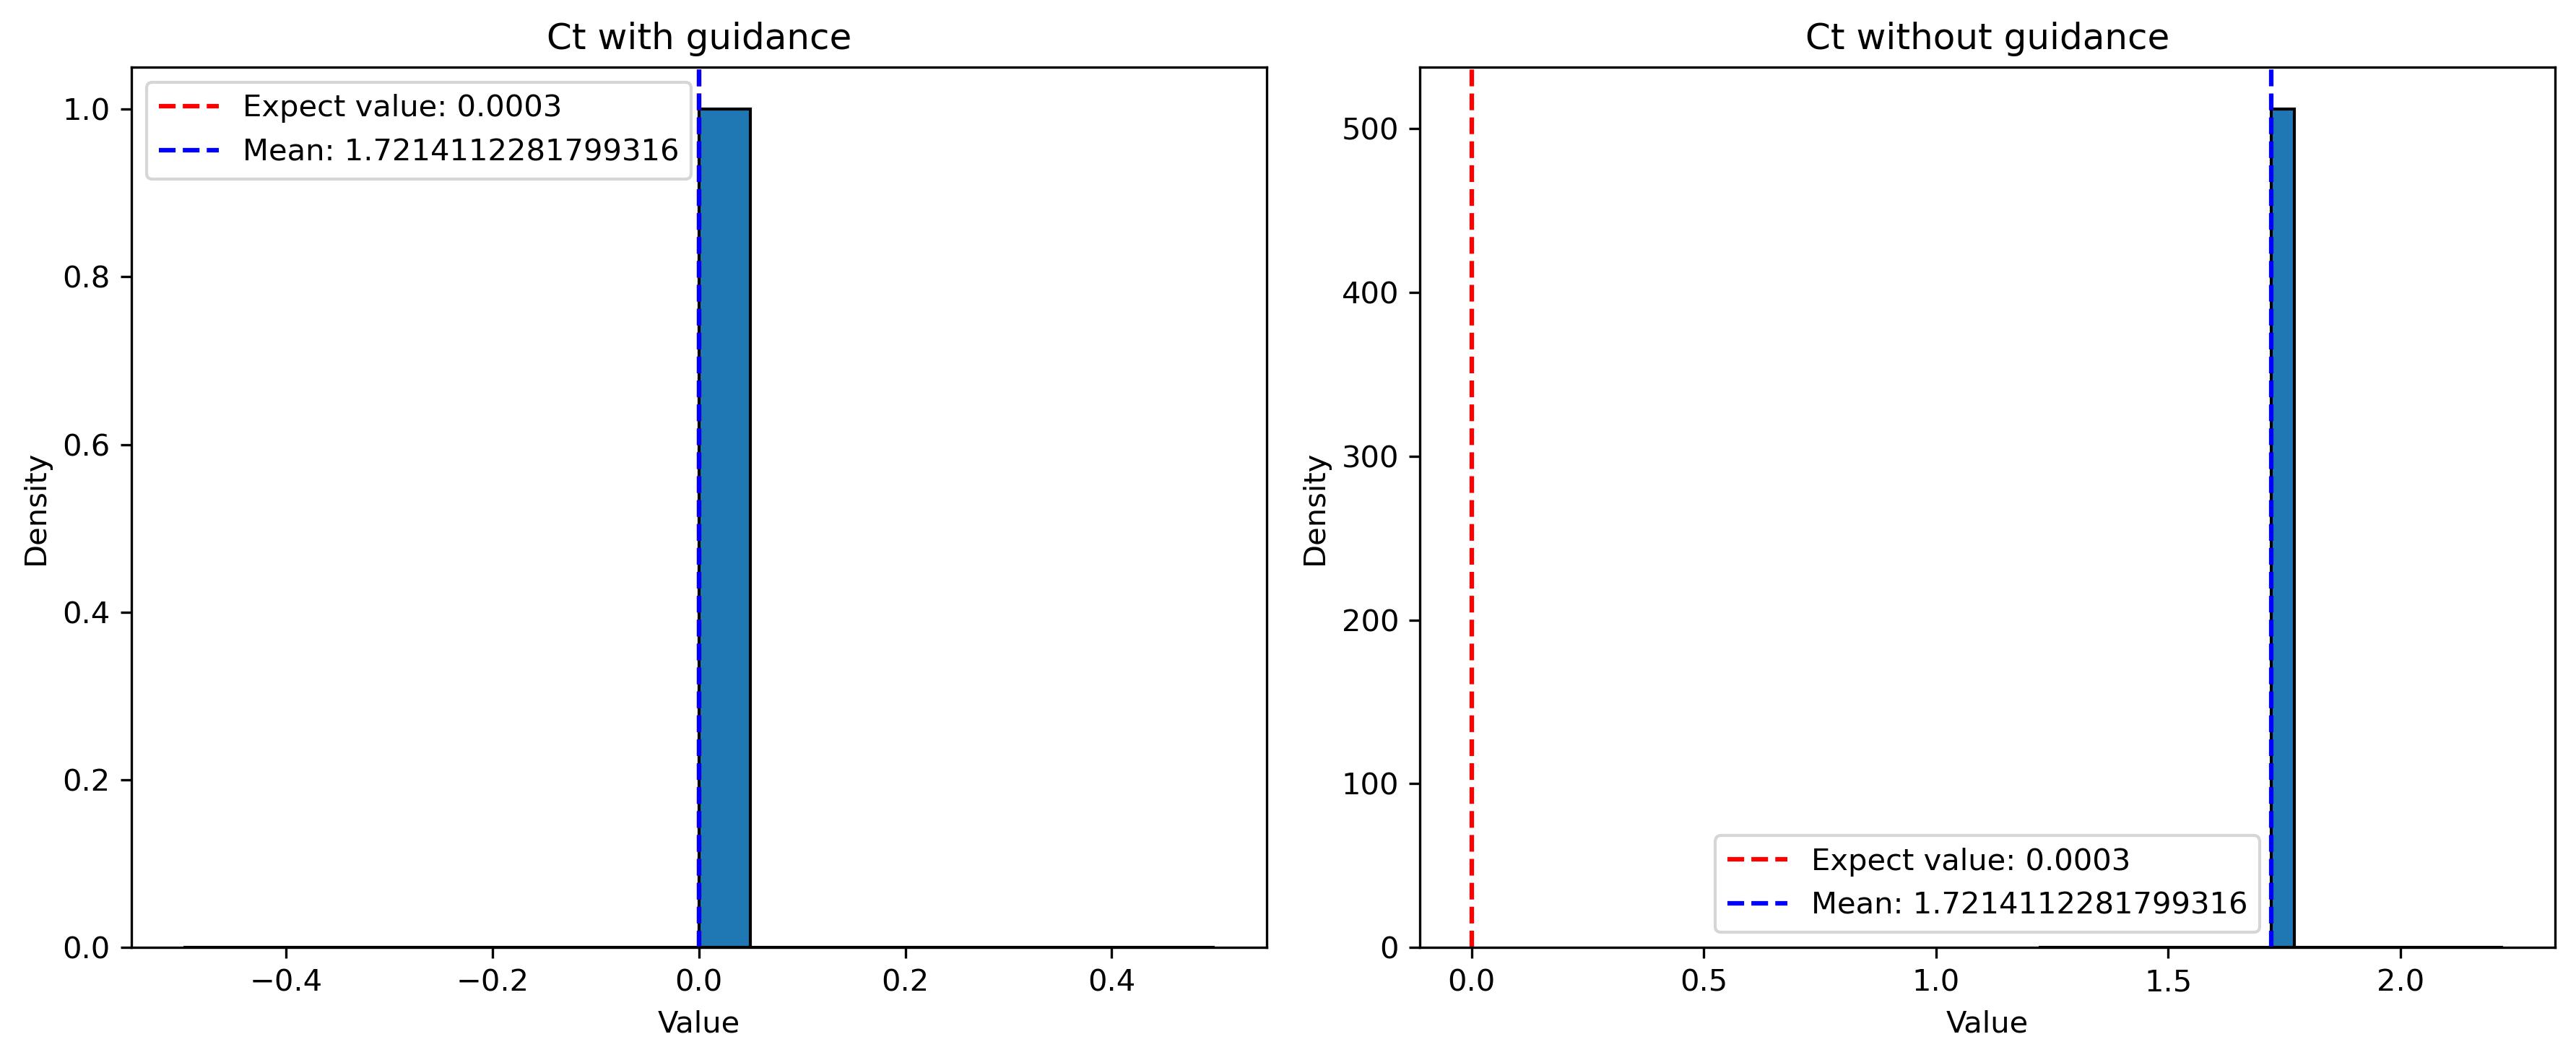 Ct with guidance
Expect value: 0.0003
Mean: 1.7214112281799316
Density
1.0
0.8
0.6
0.4
0.2
0.0
−0.4
−0.2
0.0
0.2
0.4
Value
Ct without guidance
Density
500
400
300
200
100
0
Expect value: 0.0003
Mean: 1.7214112281799316
0.0
0.5
1.0
1.5
2.0
Value